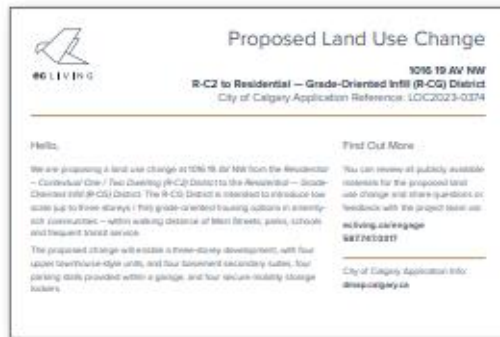 Proposed Land Use Change
EC LIVING
1016 19 AV NW
R-C2 to Residential — Grade-Oriented Infill (R-CG) District
City of Calgary Application Reference: LOC2023-0374
Hello,
We are proposing a land use change at 1016 19 AV NW from the Residential
– Contextual One / Two Dwelling (R-C2) District to the Residential — Grade-
Oriented Infill (R-CG) District. The R-CG District is intended to introduce low
scale (up to three storeys) grade-oriented housing options in amenity-
rich communities – within walking distance of Main Streets, parks, schools
and frequent transit service.
The proposed change will enable a three-storey development, with four
upper townhouse-style units, and four basement secondary suites, four
parking stalls provided within a garage, and four secure mobility storage
lockers.
Find Out More
You can review all publicly available
materials for the proposed land
use change and share questions or
feedback with the project team via:
ecliving.ca/engage
587.747.0317
City of Calgary Application Info:
dmap.calgary.ca